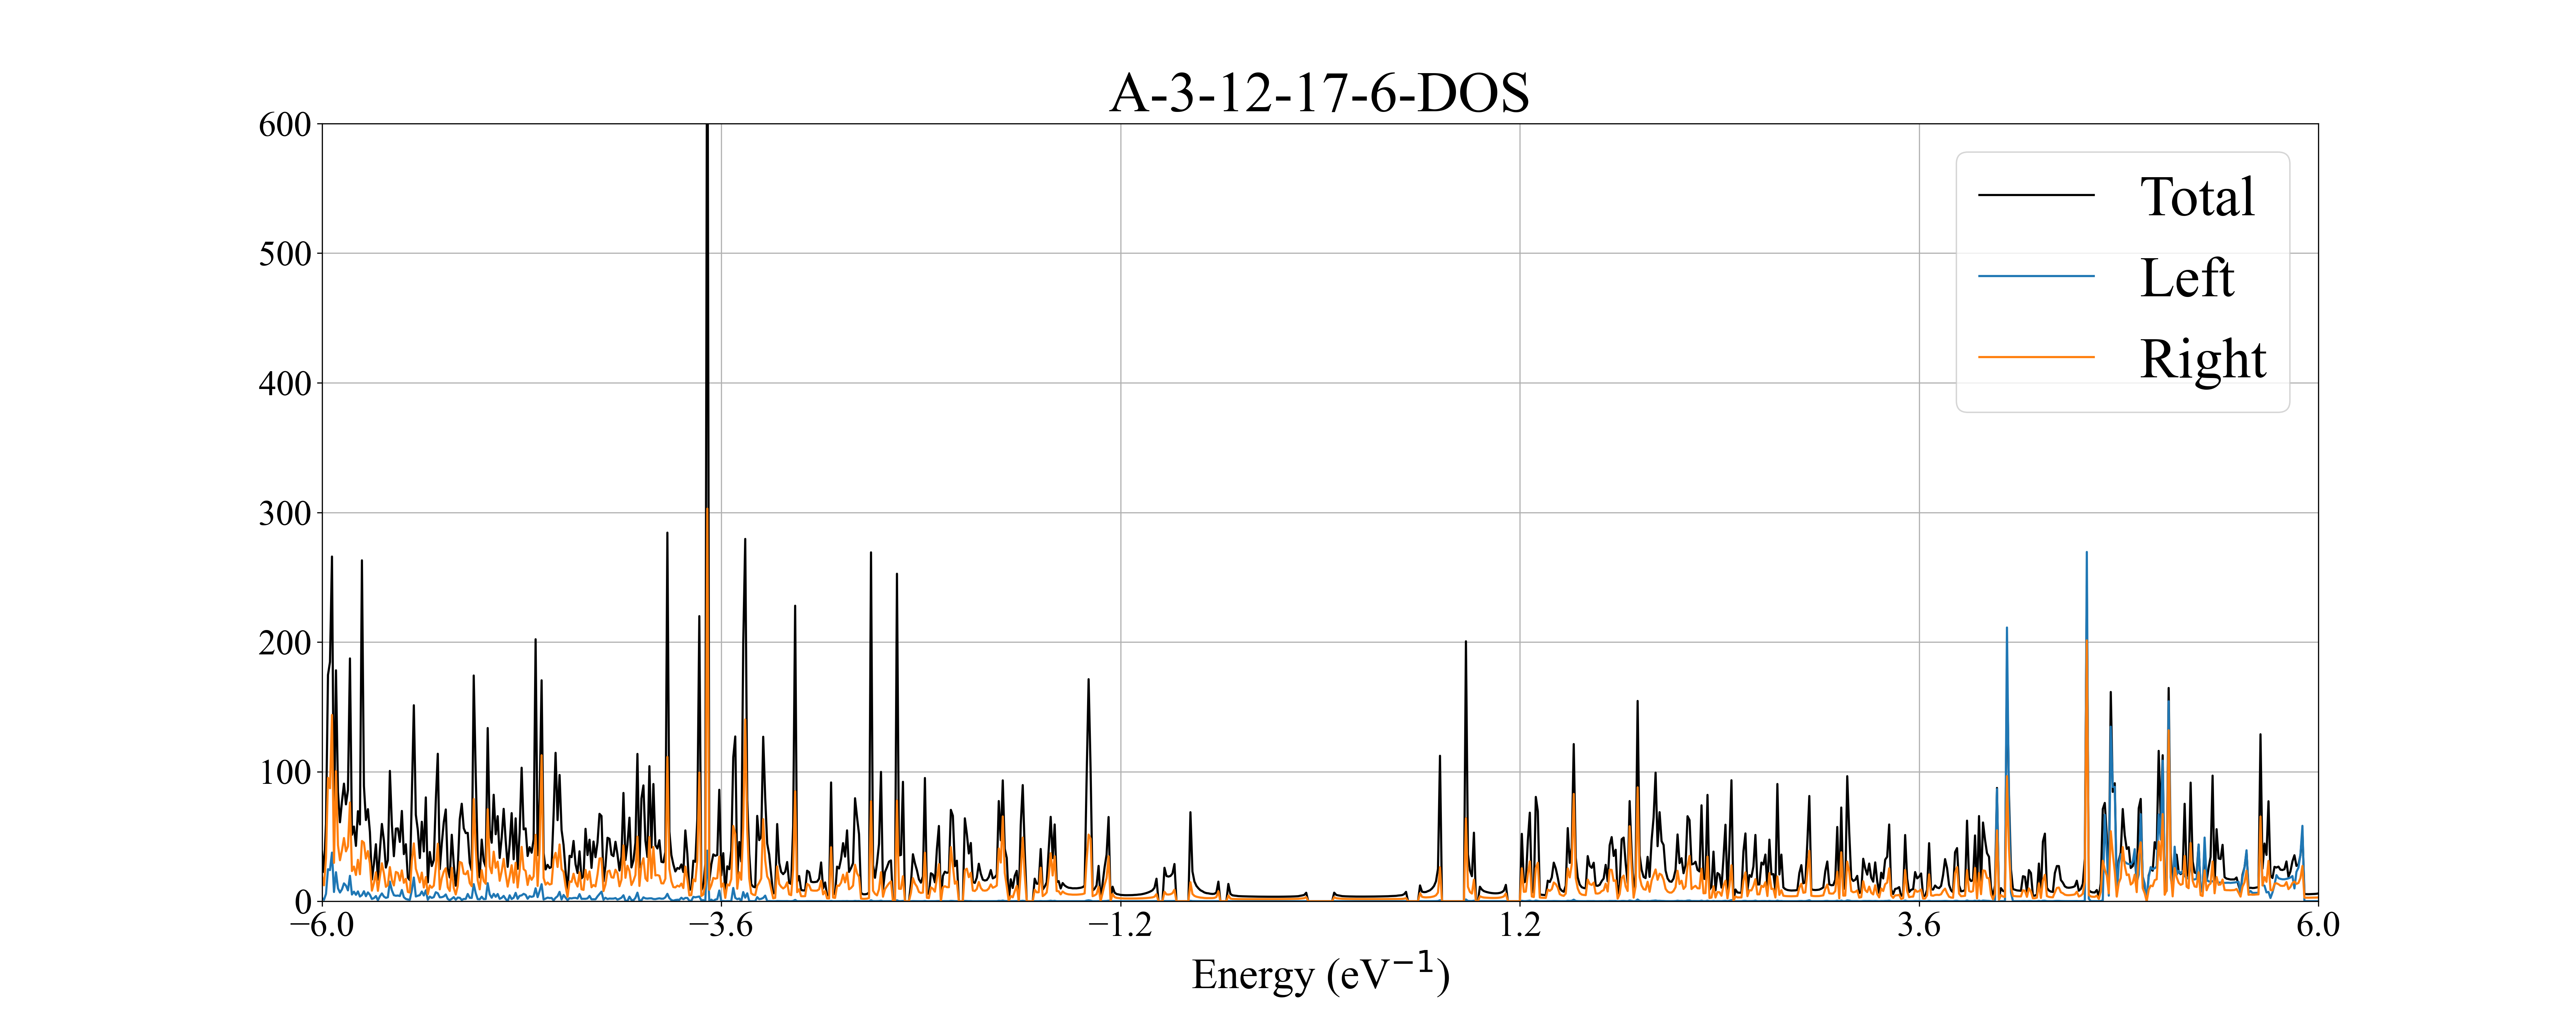 A-3-12-17-6-DOS
600
500
400
300
200
100
0
Total
Left
Right
−6.0 −3.6 −1.2 1.2 3.6 6.0
Energy (eV⁻¹)